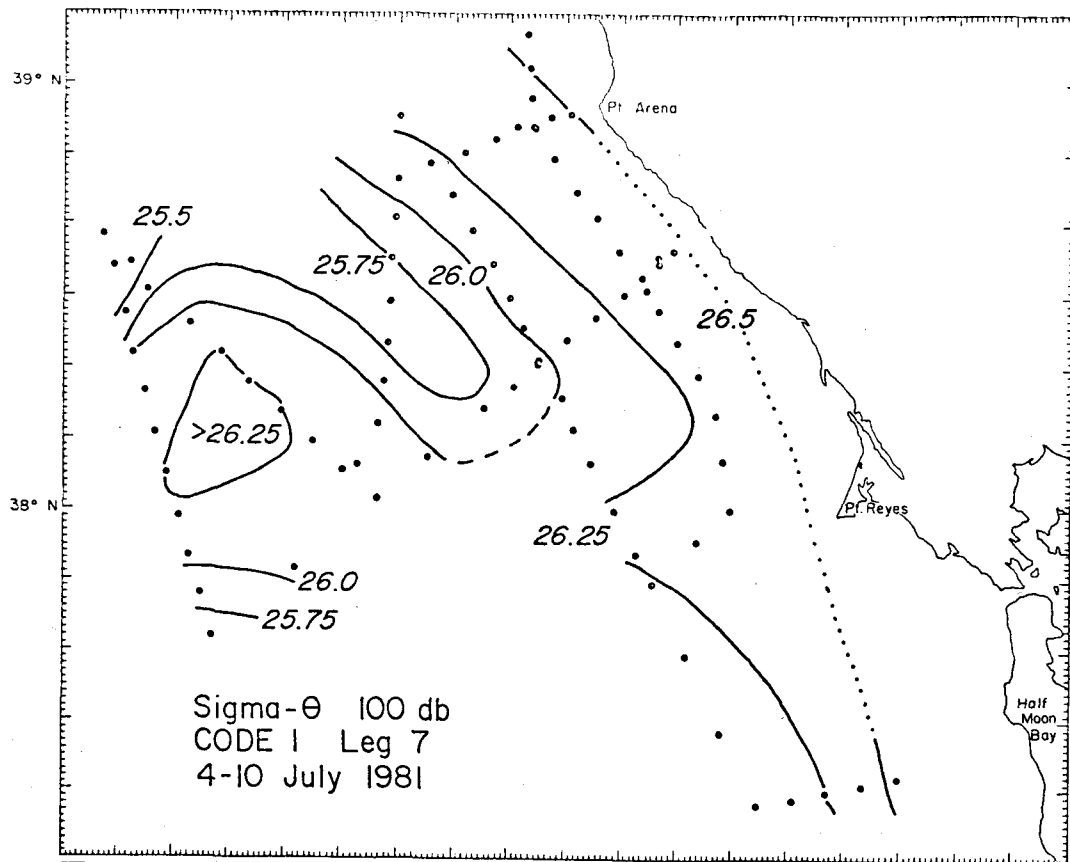 39° N
Pt. Arena
25.5
25.75
26.0
26.5
>26.25
38° N
Pt. Reyes
26.25
26.0
25.75
Sigma-θ 100 db
CODE 1 Leg 7
4-10 July 1981
Half
Moon
Bay